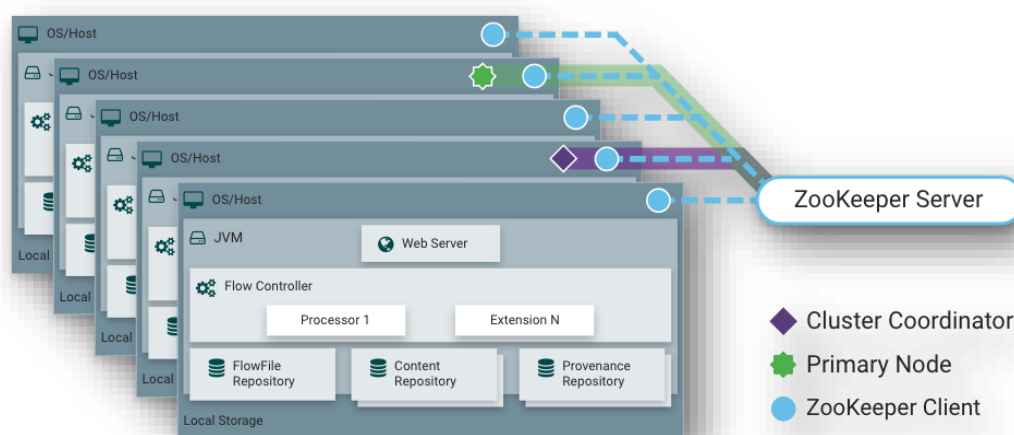 OS/Host
OS/Host
OS/Host
OS/Host
OS/Host
JVM
Web Server
Flow Controller
Processor 1
Extension N
FlowFile
Repository
Content
Repository
Provenance
Repository
Local Storage
Local
Local
Local
Local
ZooKeeper Server
Cluster Coordinator
Primary Node
ZooKeeper Client